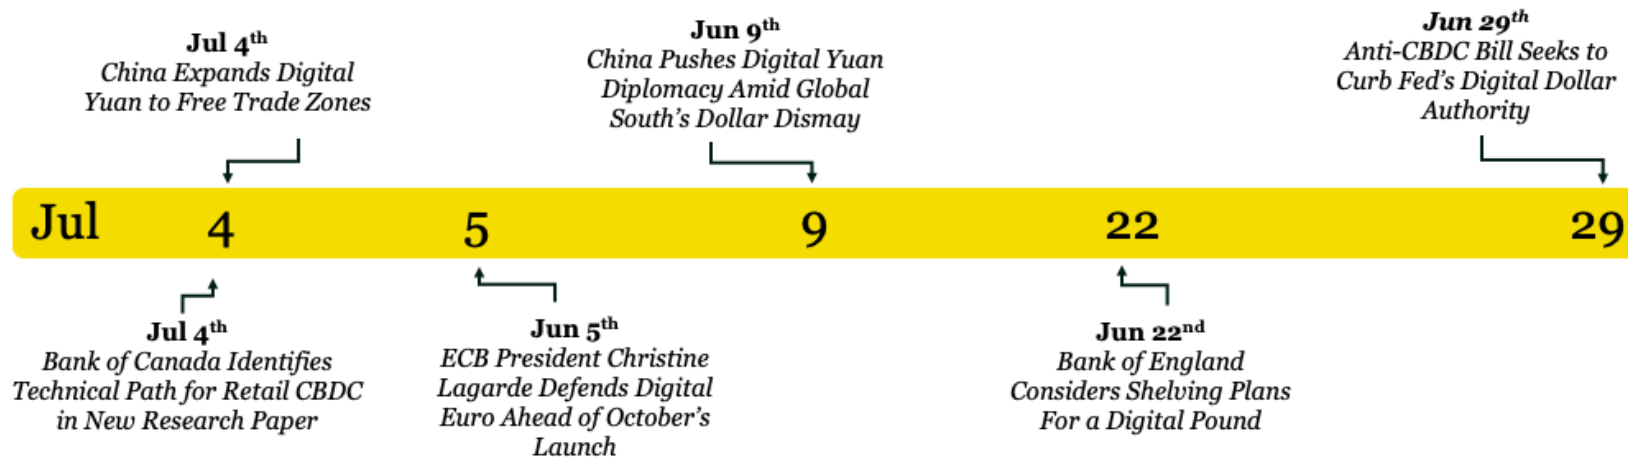 Jul 4th
China Expands Digital
Yuan to Free Trade Zones
Jun 9th
China Pushes Digital Yuan
Diplomacy Amid Global
South's Dollar Dismay
Jun 29th
Anti-CBDC Bill Seeks to
Curb Fed's Digital Dollar
Authority
Jul 4 5 9 22 29
Jul 4th
Bank of Canada Identifies
Technical Path for Retail CBDC
in New Research Paper
Jun 5th
ECB President Christine
Lagarde Defends Digital
Euro Ahead of October's
Launch
Jun 22nd
Bank of England
Considers Shelving Plans
For a Digital Pound